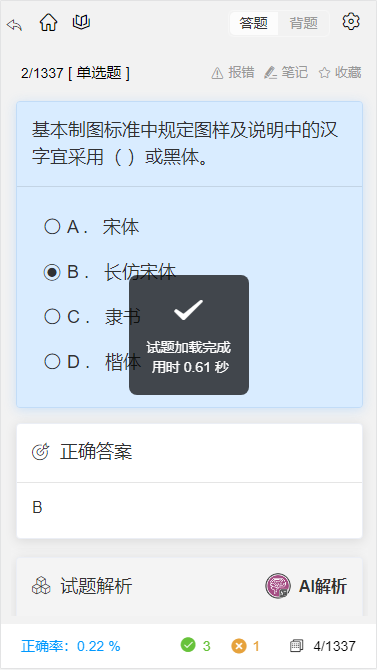 答题 背题
2/1337 [ 单选题 ] 报错 笔记 收藏
基本制图标准中规定图样及说明中的汉
字宜采用（ ）或黑体。
A． 宋体
B． 长仿宋体
C． 隶书
D． 楷体
试题加载完成
用时 0.61 秒
正确答案
B
试题解析 AI解析
正确率：0.22 % 3 1 4/1337